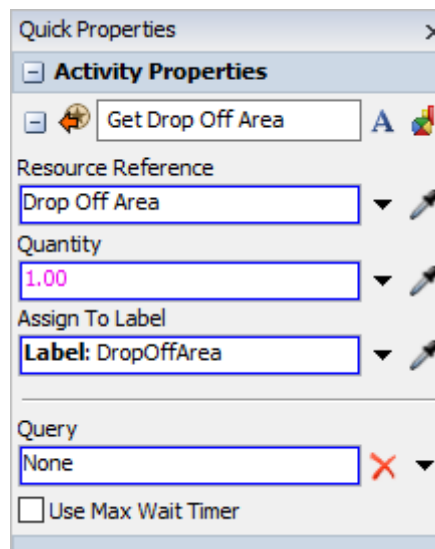 Quick Properties
Activity Properties
Get Drop Off Area
Resource Reference
Drop Off Area
Quantity
1.00
Assign To Label
Label: DropOffArea
Query
None
Use Max Wait Timer